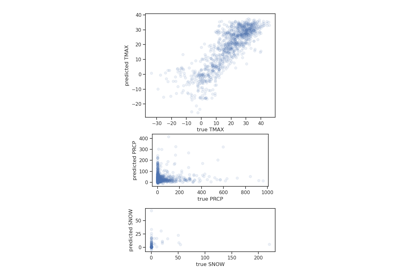 40
30
20
10
0
−10
−20
predicted TMAX
−30 −20 −10 0 10 20 30 40
true TMAX
400
300
200
100
0
predicted PRCP
0 200 400 600 800 1000
true PRCP
50
25
0
predicted SNOW
0 50 100 150 200
true SNOW